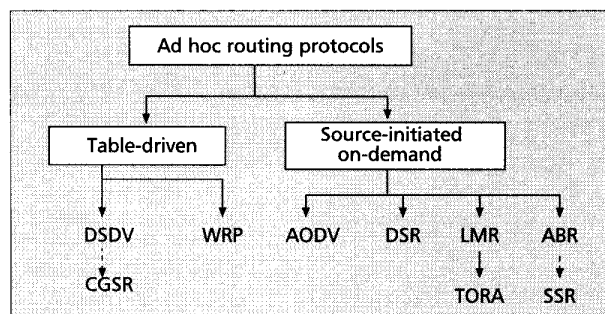 Ad hoc routing protocols
Table-driven
Source-initiated
on-demand
DSDV
WRP
AODV
DSR
LMR
ABR
CGSR
TORA
SSR